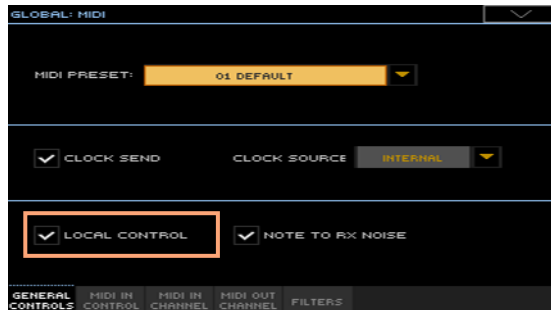 GLOBAL: MIDI
MIDI PRESET: 01 DEFAULT
CLOCK SEND CLOCK SOURCE INTERNAL
LOCAL CONTROL NOTE TO RX NOISE
GENERAL MIDI IN MIDI IN MIDI OUT
CONTROLS CONTROL CHANNEL CHANNEL FILTERS